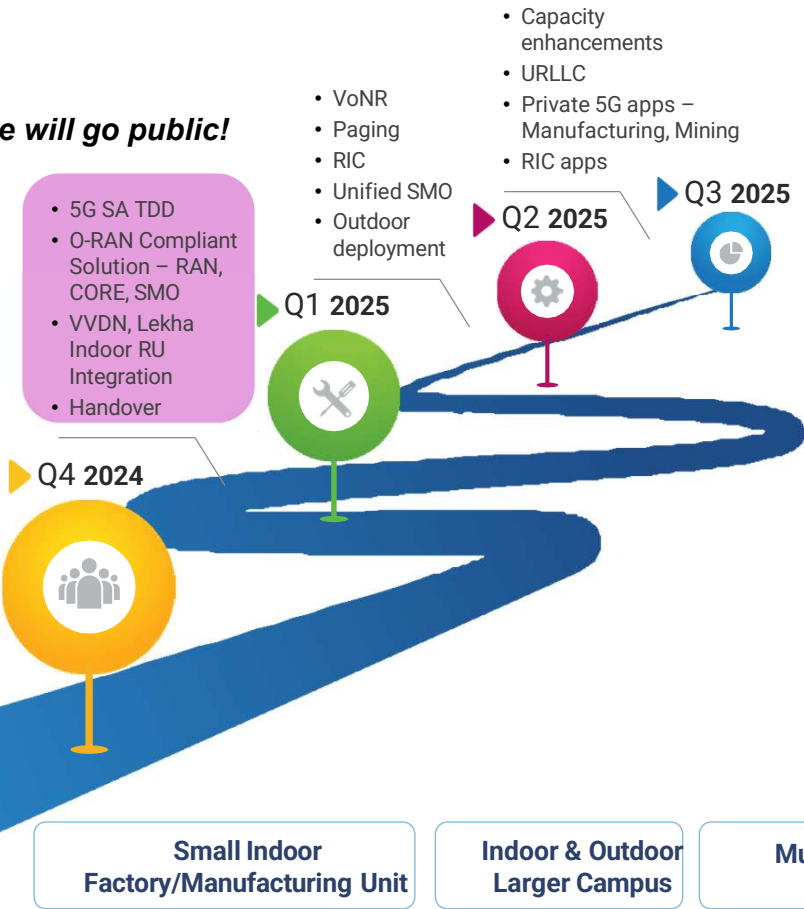 • Capacity
enhancements
• URLLC
• Private 5G apps –
Manufacturing, Mining
• RIC apps
• VoNR
• Paging
• RIC
• Unified SMO
• Outdoor
deployment
e will go public!
• 5G SA TDD
• O-RAN Compliant
Solution – RAN,
CORE, SMO
• VVDN, Lekha
Indoor RU
Integration
• Handover
Q3 2025
Q2 2025
Q1 2025
Q4 2024
Small Indoor
Factory/Manufacturing Unit
Indoor & Outdoor
Larger Campus
Mu